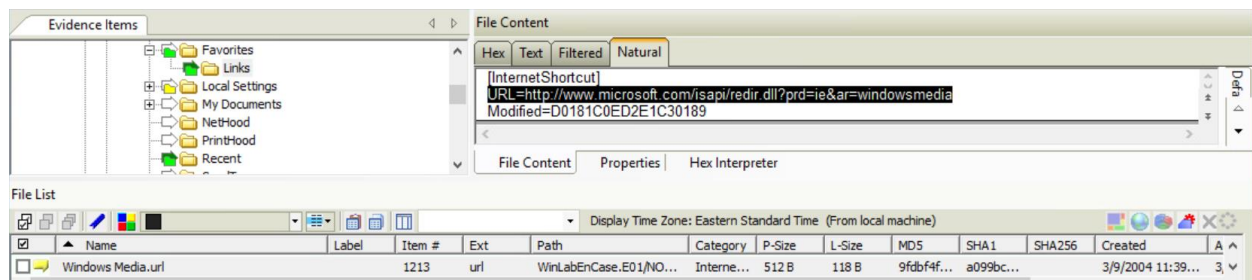 Evidence Items
Favorites
Links
Local Settings
My Documents
NetHood
PrintHood
Recent
File Content
Hex Text Filtered Natural
[InternetShortcut]
URL=http://www.microsoft.com/isapi/redir.dll?prd=ie&ar=windowsmedia
Modified=D0181C0ED2E1C30189
Defa
File Content Properties Hex Interpreter
File List
Display Time Zone: Eastern Standard Time (From local machine)
Name Label Item # Ext Path Category P-Size L-Size MD5 SHA1 SHA256 Created A
Windows Media.url 1213 url WinLabEnCase.E01/NO... Interne... 512 B 118 B 9fdbf4f... a099bc... 3/9/2004 11:39... 3,